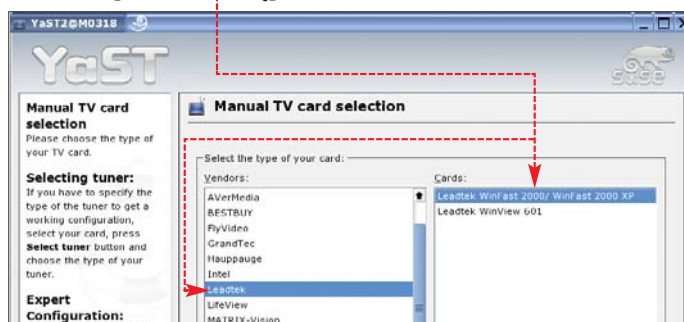 YaST2@M0318
YaST
suse
Manual TV card
selection
Please choose the type of
your TV card.
Selecting tuner:
If you have to specify the
type of the tuner to get a
working configuration,
select your card, press
Select tuner button and
choose the type of your
tuner.
Expert
Configuration:
Manual TV card selection
Select the type of your card:
Vendors:
AVerMedia
BESTBUY
FlyVideo
GrandTec
Hauppauge
Intel
Leadtek
LifeView
MATRIX-Vision
Cards:
Leadtek WinFast 2000/ WinFast 2000 XP
Leadtek WinView 601